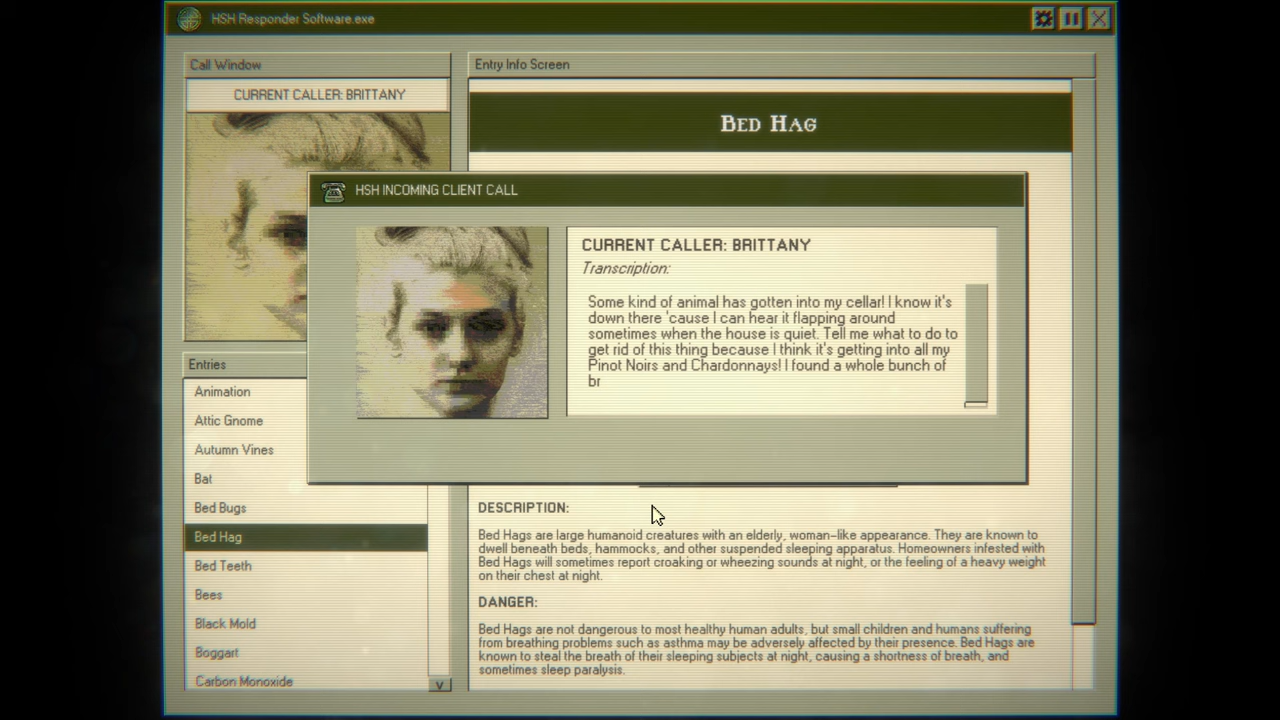 HSH Responder Software.exe
Call Window
CURRENT CALLER: BRITTANY
Entry Info Screen
Bed Hag
HSH INCOMING CLIENT CALL
CURRENT CALLER: BRITTANY
Transcription:
Some kind of animal has gotten into my cellar! I know it's
down there 'cause I can hear it flapping around
sometimes when the house is quiet. Tell me what to do to
get rid of this thing because I think it's getting into all my
Pinot Noirs and Chardonnays! I found a whole bunch of
br
Entries
Animation
Attic Gnome
Autumn Vines
Bat
Bed Bugs
Bed Hag
Bed Teeth
Bees
Black Mold
Boggart
Carbon Monoxide
V
DESCRIPTION:
Bed Hags are large humanoid creatures with an elderly, woman-like appearance. They are known to
dwell beneath beds, hammocks, and other suspended sleeping apparatus. Homeowners infested with
Bed Hags will sometimes report croaking or wheezing sounds at night, or the feeling of a heavy weight
on their chest at night.
DANGER:
Bed Hags are not dangerous to most healthy human adults, but small children and humans suffering
from breathing problems such as asthma may be adversely affected by their presence. Bed Hags are
known to steal the breath of their sleeping subjects at night, causing a shortness of breath, and
sometimes sleep paralysis.